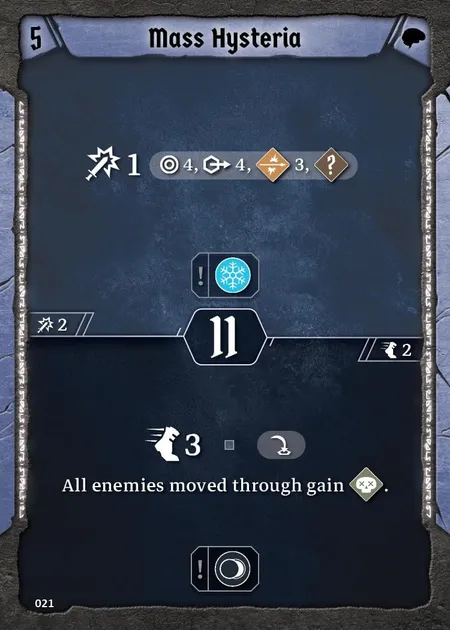 5 Mass Hysteria
1 4, 4, 3, ?
!
2
11
2
3
All enemies moved through gain .
!
021